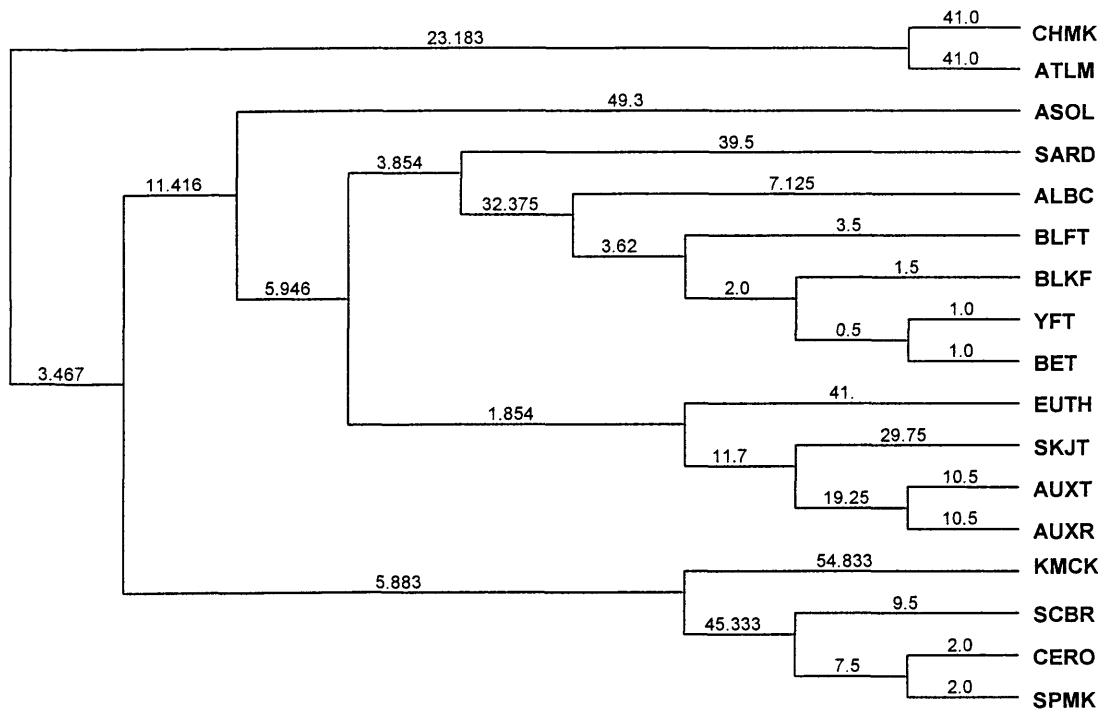 41.0
CHMK
23.183
41.0
ATLM
49.3
ASOL
39.5
SARD
3.854
11.416
7.125
ALBC
32.375
3.5
BLFT
3.62
1.5
BLKF
2.0
5.946
1.0
YFT
0.5
1.0
BET
3.467
41.
EUTH
1.854
29.75
SKJT
11.7
10.5
AUXT
19.25
10.5
AUXR
54.833
KMCK
5.883
9.5
SCBR
45.333
2.0
CERO
7.5
2.0
SPMK